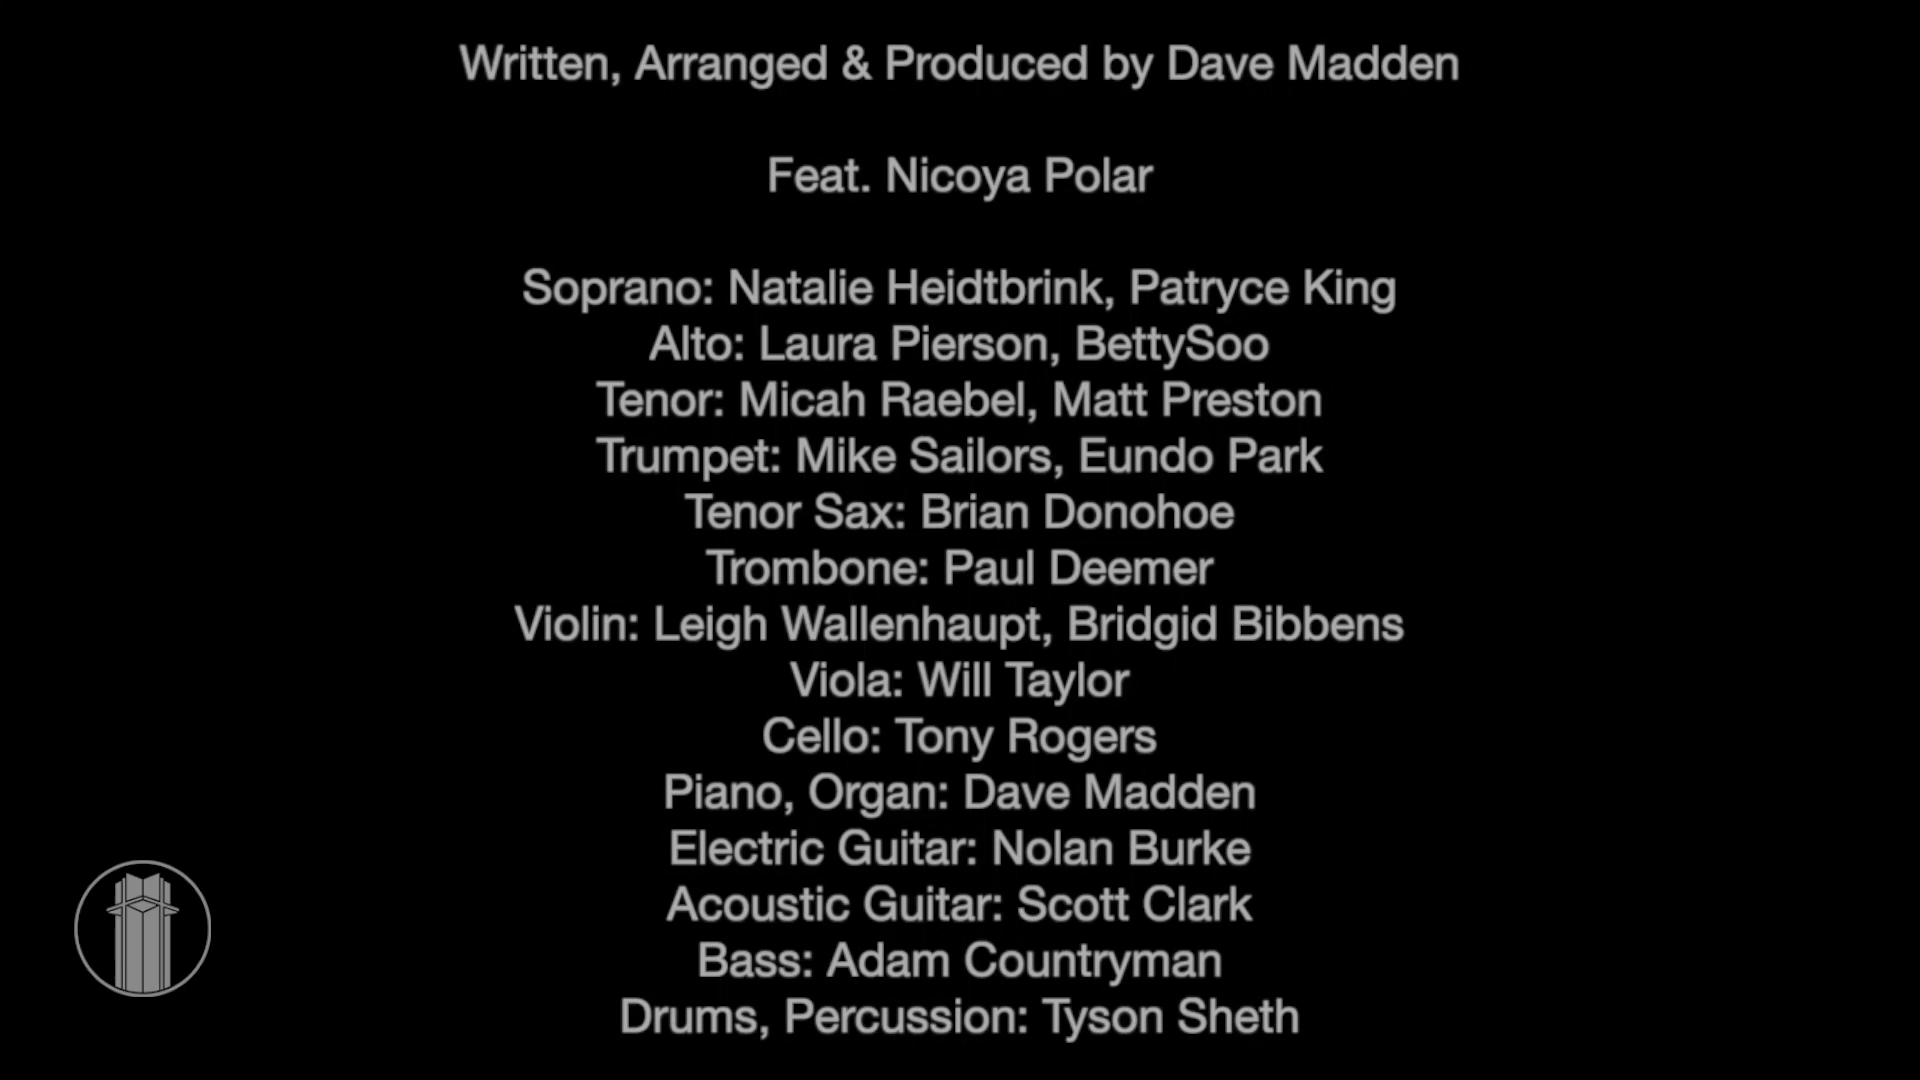 Written, Arranged & Produced by Dave Madden
Feat. Nicoya Polar
Soprano: Natalie Heidtbrink, Patryce King
Alto: Laura Pierson, BettySoo
Tenor: Micah Raebel, Matt Preston
Trumpet: Mike Sailors, Eundo Park
Tenor Sax: Brian Donohoe
Trombone: Paul Deemer
Violin: Leigh Wallenhaupt, Bridgid Bibbens
Viola: Will Taylor
Cello: Tony Rogers
Piano, Organ: Dave Madden
Electric Guitar: Nolan Burke
Acoustic Guitar: Scott Clark
Bass: Adam Countryman
Drums, Percussion: Tyson Sheth